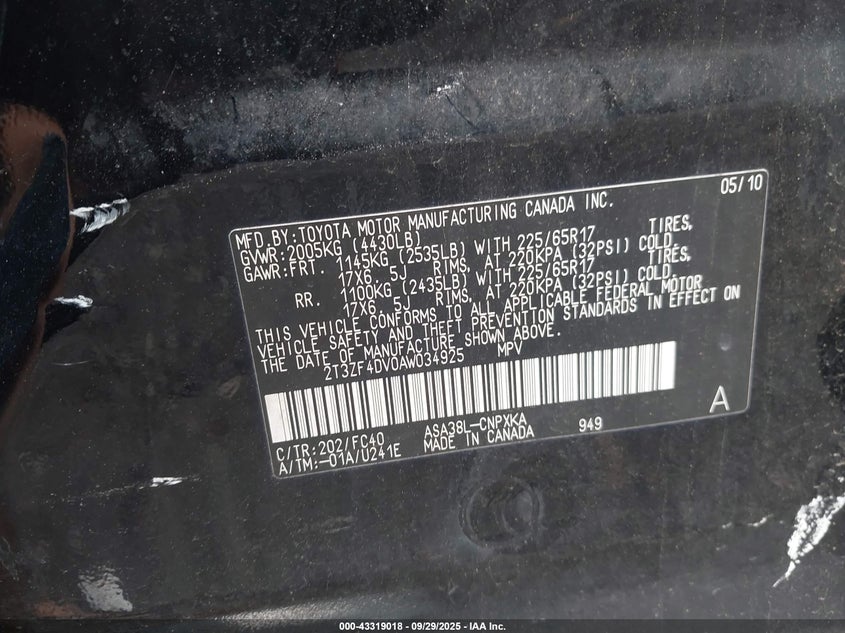 05/10
MFD.BY:TOYOTA MOTOR MANUFACTURING CANADA INC.
GVWR:2005KG (4430LB)
GAWR:FRT. 1145KG (2535LB) WITH 225/65R17 TIRES,
17X6.5J RIMS, AT 220KPA (32PSI) COLD.
RR. 1100KG (2435LB) WITH 225/65R17 TIRES,
17X6.5J RIMS, AT 220KPA (32PSI) COLD.
THIS VEHICLE CONFORMS TO ALL APPLICABLE FEDERAL MOTOR
VEHICLE SAFETY AND THEFT PREVENTION STANDARDS IN EFFECT ON
THE DATE OF MANUFACTURE SHOWN ABOVE.
2T3ZF4DV0AW034925 MPV
A
C/TR:202/FC40 ASA38L-CNPXKA 949
A/TM:-01A/U241E MADE IN CANADA
000-43319018 - 09/29/2025 - IAA Inc.